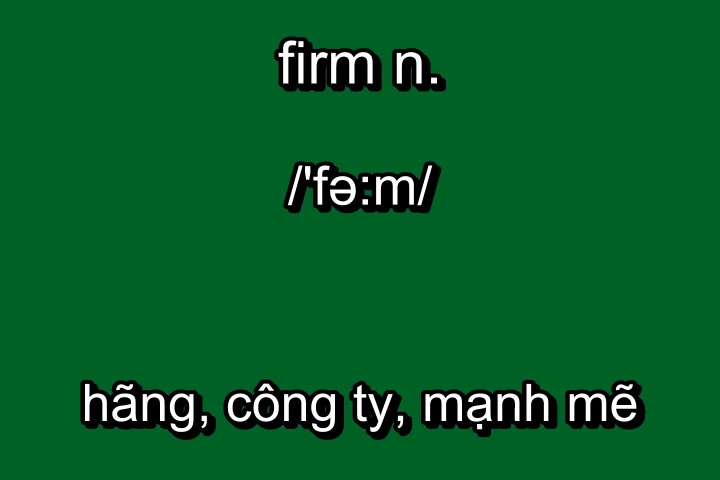 firm n.
/'fə:m/
hãng, công ty, mạnh mẽ